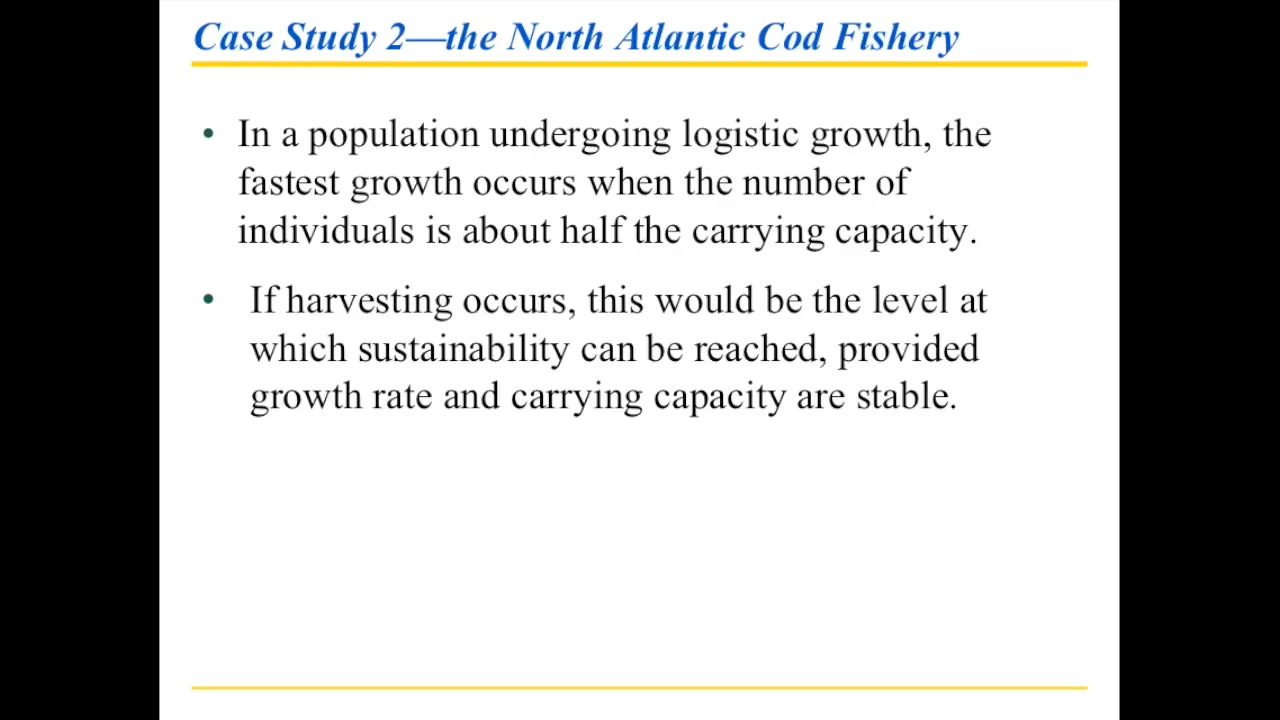 Case Study 2—the North Atlantic Cod Fishery
• In a population undergoing logistic growth, the
fastest growth occurs when the number of
individuals is about half the carrying capacity.
• If harvesting occurs, this would be the level at
which sustainability can be reached, provided
growth rate and carrying capacity are stable.